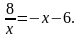 8/x = −x−6.